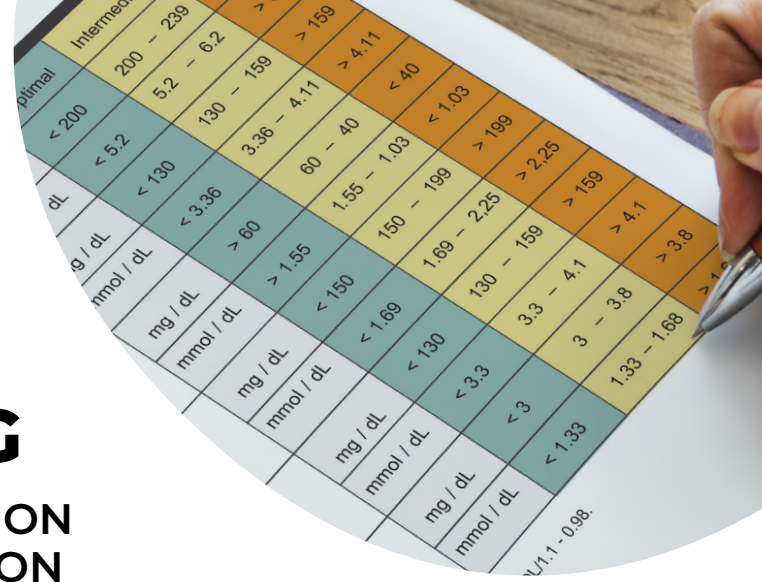 ptimal Intermed
< 200 200 – 239
dL < 5.2 5.2 – 6.2 >
g / dL < 130 130 – 159 > 159
mmol / dL < 3.36 3.36 – 4.11 > 4.11
mg / dL > 60 60 – 40 < 40
mmol / dL > 1.55 1.55 – 1.03 < 1.03
mg / dL < 150 150 – 199 > 199
mmol / dL < 1.69 1.69 – 2,25 > 2,25
mg / dL < 130 130 – 159 > 159
mmol / dL < 3.3 3.3 – 4.1 > 4.1
mg / dL < 3 3 – 3.8 > 3.8
mmol / dL < 1.33 1.33 – 1.68 > 1.6
L/1.1 - 0.98.
G
ON
ON